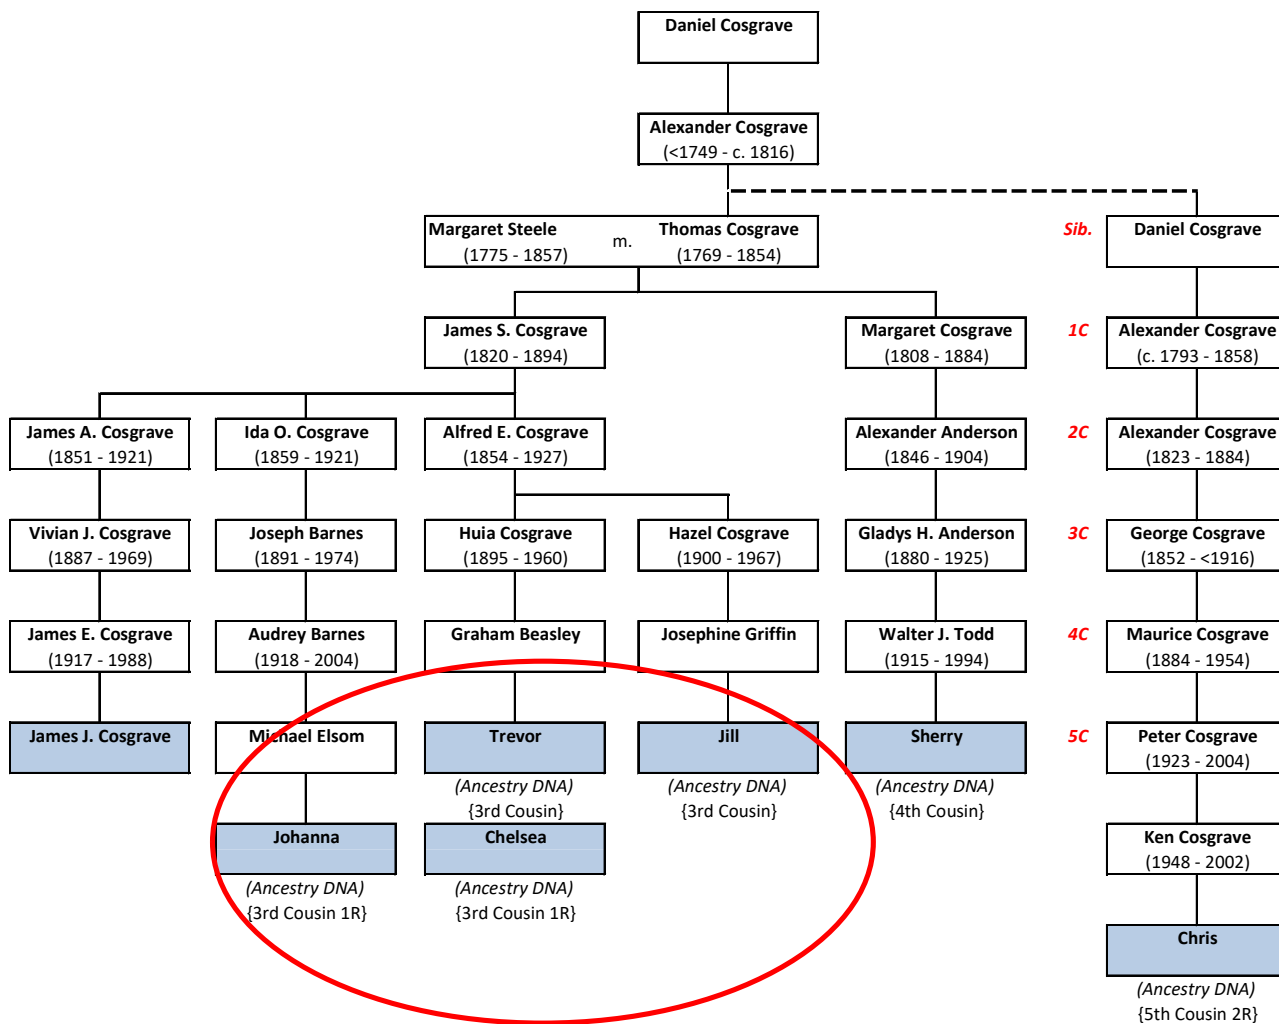 Daniel Cosgrave
Alexander Cosgrave
(<1749 - c. 1816)
Margaret Steele
(1775 - 1857)
m.
Thomas Cosgrave
(1769 - 1854)
Sib.
Daniel Cosgrave
James S. Cosgrave
(1820 - 1894)
Margaret Cosgrave
(1808 - 1884)
1C
Alexander Cosgrave
(c. 1793 - 1858)
James A. Cosgrave
(1851 - 1921)
Ida O. Cosgrave
(1859 - 1921)
Alfred E. Cosgrave
(1854 - 1927)
Alexander Anderson
(1846 - 1904)
2C
Alexander Cosgrave
(1823 - 1884)
Vivian J. Cosgrave
(1887 - 1969)
Joseph Barnes
(1891 - 1974)
Huia Cosgrave
(1895 - 1960)
Hazel Cosgrave
(1900 - 1967)
Gladys H. Anderson
(1880 - 1925)
3C
George Cosgrave
(1852 - <1916)
James E. Cosgrave
(1917 - 1988)
Audrey Barnes
(1918 - 2004)
Graham Beasley
Josephine Griffin
Walter J. Todd
(1915 - 1994)
4C
Maurice Cosgrave
(1884 - 1954)
James J. Cosgrave
Michael Elsom
Trevor
(Ancestry DNA)
{3rd Cousin}
Jill
(Ancestry DNA)
{3rd Cousin}
Sherry
(Ancestry DNA)
{4th Cousin}
5C
Peter Cosgrave
(1923 - 2004)
Johanna
(Ancestry DNA)
{3rd Cousin 1R}
Chelsea
(Ancestry DNA)
{3rd Cousin 1R}
Ken Cosgrave
(1948 - 2002)
Chris
(Ancestry DNA)
{5th Cousin 2R}